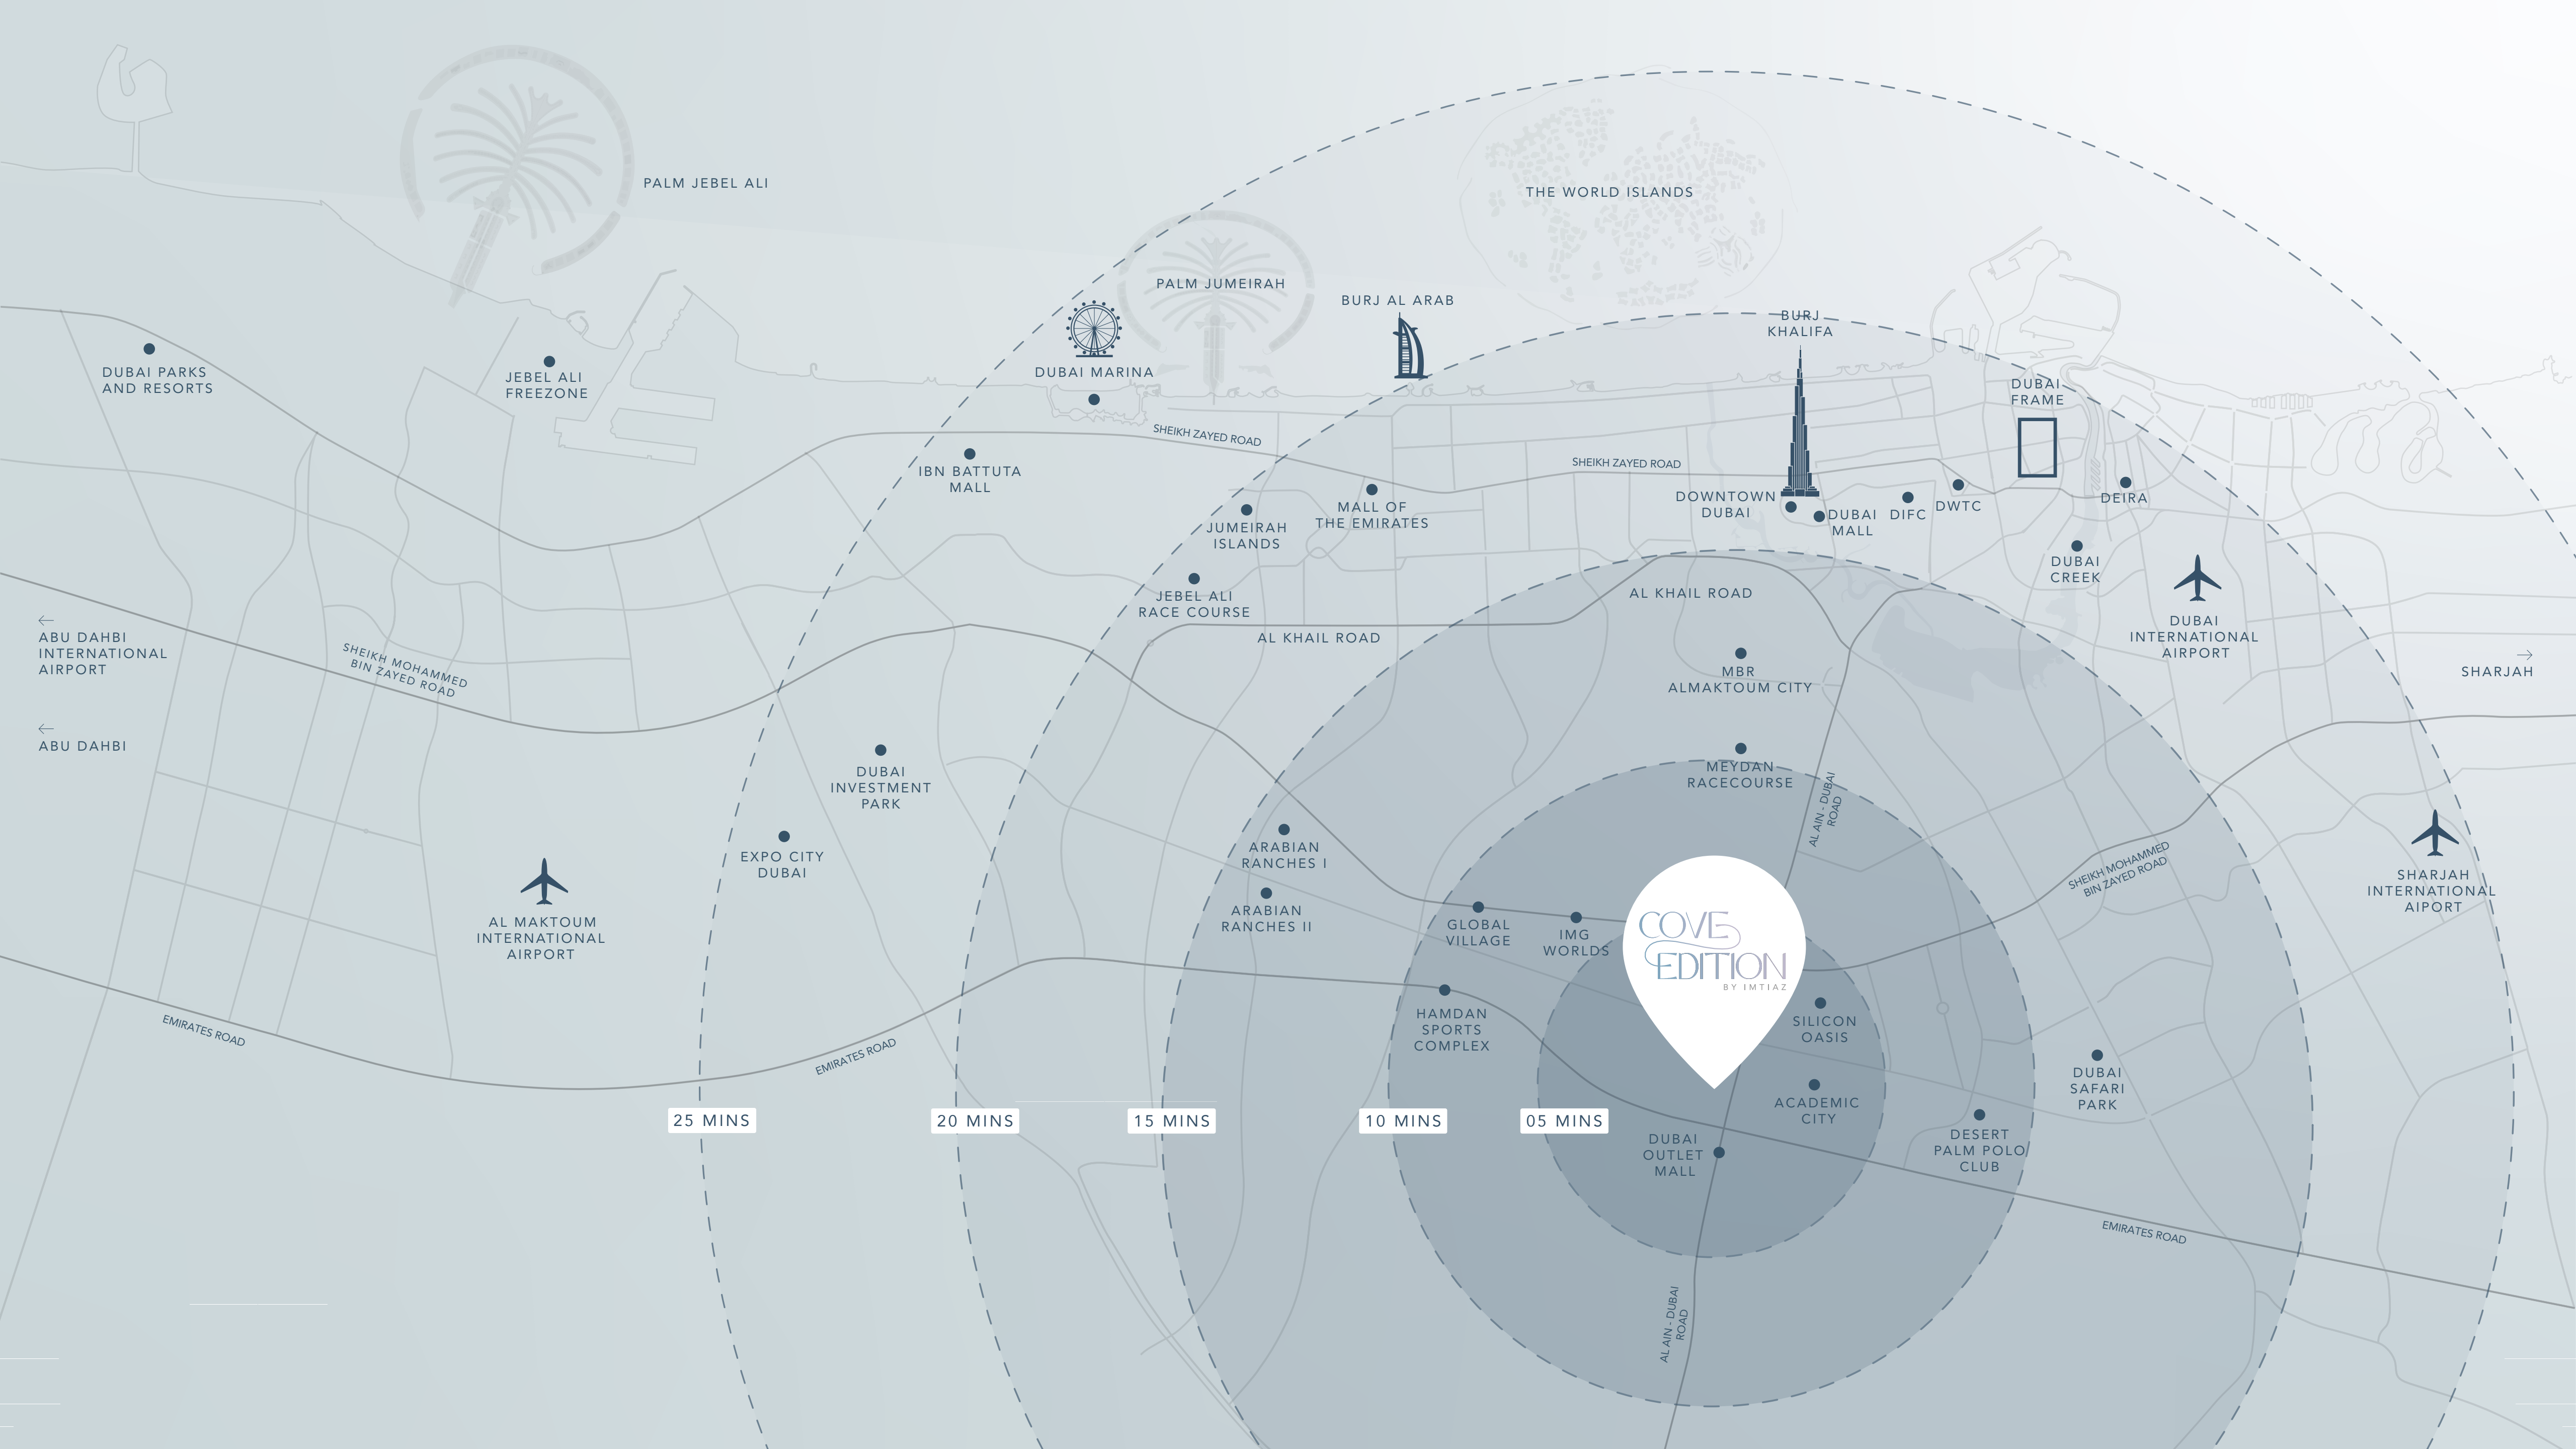 PALM JEBEL ALI
THE WORLD ISLANDS
PALM JUMEIRAH
BURJ AL ARAB
BURJ
KHALIFA
DUBAI PARKS
AND RESORTS
JEBEL ALI
FREEZONE
DUBAI MARINA
DUBAI
FRAME
SHEIKH ZAYED ROAD
SHEIKH ZAYED ROAD
IBN BATTUTA
MALL
JUMEIRAH
ISLANDS
MALL OF
THE EMIRATES
DOWNTOWN
DUBAI
DUBAI
MALL
DIFC
DWTC
DEIRA
DUBAI
CREEK
JEBEL ALI
RACE COURSE
AL KHAIL ROAD
AL KHAIL ROAD
DUBAI
INTERNATIONAL
AIRPORT
←
ABU DAHBI
INTERNATIONAL
AIRPORT
SHEIKH MOHAMMED
BIN ZAYED ROAD
→
SHARJAH
MBR
ALMAKTOUM CITY
←
ABU DAHBI
DUBAI
INVESTMENT
PARK
MEYDAN
RACECOURSE
AL AIN - DUBAI
ROAD
EXPO CITY
DUBAI
ARABIAN
RANCHES I
ARABIAN
RANCHES II
SHEIKH MOHAMMED
BIN ZAYED ROAD
SHARJAH
INTERNATIONAL
AIPORT
AL MAKTOUM
INTERNATIONAL
AIRPORT
GLOBAL
VILLAGE
IMG
WORLDS
COVE
EDITION
BY IMTIAZ
HAMDAN
SPORTS
COMPLEX
SILICON
OASIS
EMIRATES ROAD
EMIRATES ROAD
DUBAI
SAFARI
PARK
ACADEMIC
CITY
25 MINS
20 MINS
15 MINS
10 MINS
05 MINS
DUBAI
OUTLET
MALL
DESERT
PALM POLO
CLUB
EMIRATES ROAD
AL AIN - DUBAI
ROAD